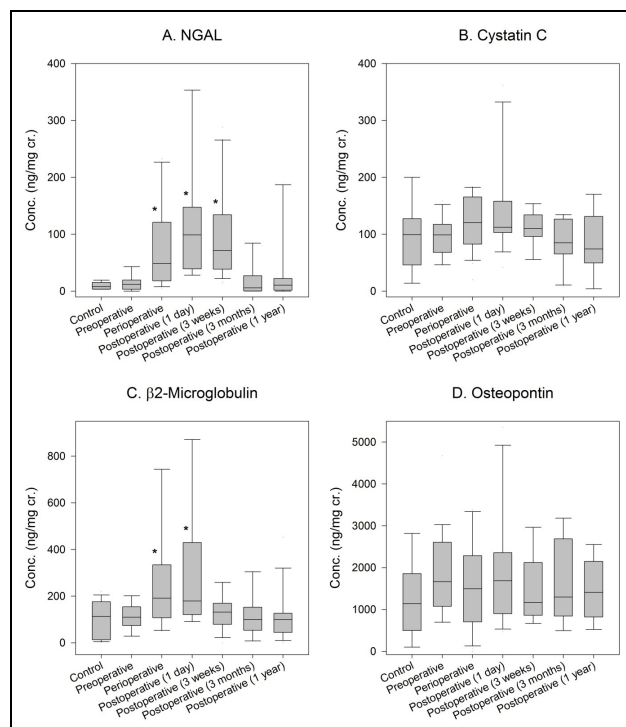 A. NGAL
400
300
200
100
0
Conc. (ng/mg cr.)
*
*
*
Control
Preoperative
Perioperative
Postoperative (1 day)
Postoperative (3 weeks)
Postoperative (3 months)
Postoperative (1 year)
B. Cystatin C
400
300
200
100
0
Conc. (ng/mg cr.)
Control
Preoperative
Perioperative
Postoperative (1 day)
Postoperative (3 weeks)
Postoperative (3 months)
Postoperative (1 year)
C. β2-Microglobulin
800
600
400
200
0
Conc. (ng/mg cr.)
*
*
Control
Preoperative
Perioperative
Postoperative (1 day)
Postoperative (3 weeks)
Postoperative (3 months)
Postoperative (1 year)
D. Osteopontin
5000
4000
3000
2000
1000
0
Conc. (ng/mg cr.)
Control
Preoperative
Perioperative
Postoperative (1 day)
Postoperative (3 weeks)
Postoperative (3 months)
Postoperative (1 year)